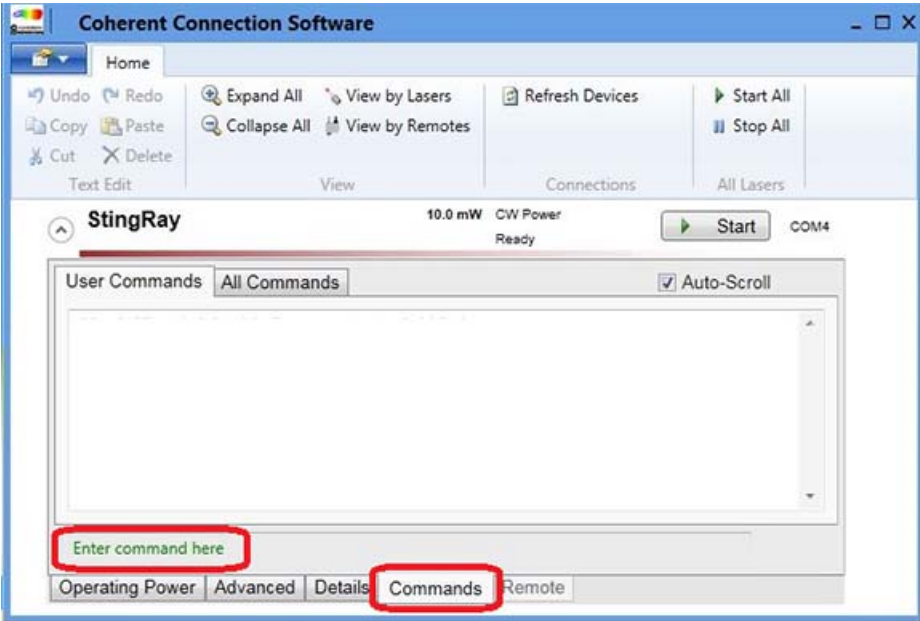 Coherent Connection Software
Home
Undo Redo Expand All View by Lasers Refresh Devices Start All
Copy Paste Collapse All View by Remotes Stop All
Cut Delete
Text Edit View Connections All Lasers
StingRay 10.0 mW CW Power Start COM4
Ready
User Commands All Commands Auto-Scroll
Enter command here
Operating Power Advanced Details Commands Remote